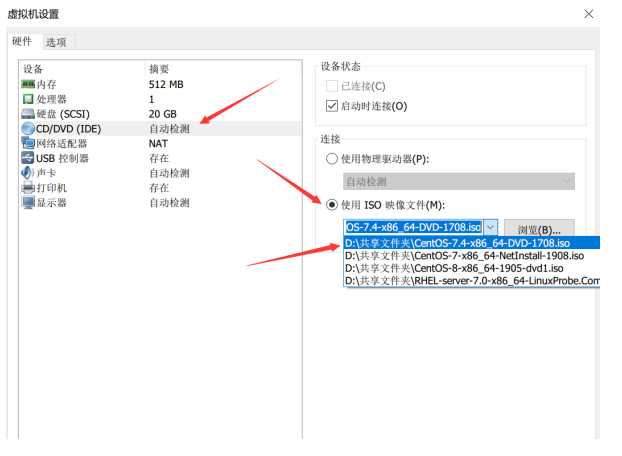 虚拟机设置
硬件 选项
设备 摘要
内存 512 MB
处理器 1
硬盘 (SCSI) 20 GB
CD/DVD (IDE) 自动检测
网络适配器 NAT
USB 控制器 存在
声卡 自动检测
打印机 存在
显示器 自动检测
设备状态
已连接(C)
启动时连接(O)
连接
使用物理驱动器(P):
自动检测
使用 ISO 映像文件(M):
OS-7.4-x86_64-DVD-1708.iso 浏览(B)...
D:\共享文件夹\CentOS-7.4-x86_64-DVD-1708.iso
D:\共享文件夹\CentOS-7-x86_64-NetInstall-1908.iso
D:\共享文件夹\CentOS-8-x86_64-1905-dvd1.iso
D:\共享文件夹\RHEL-server-7.0-x86_64-LinuxProbe.Com